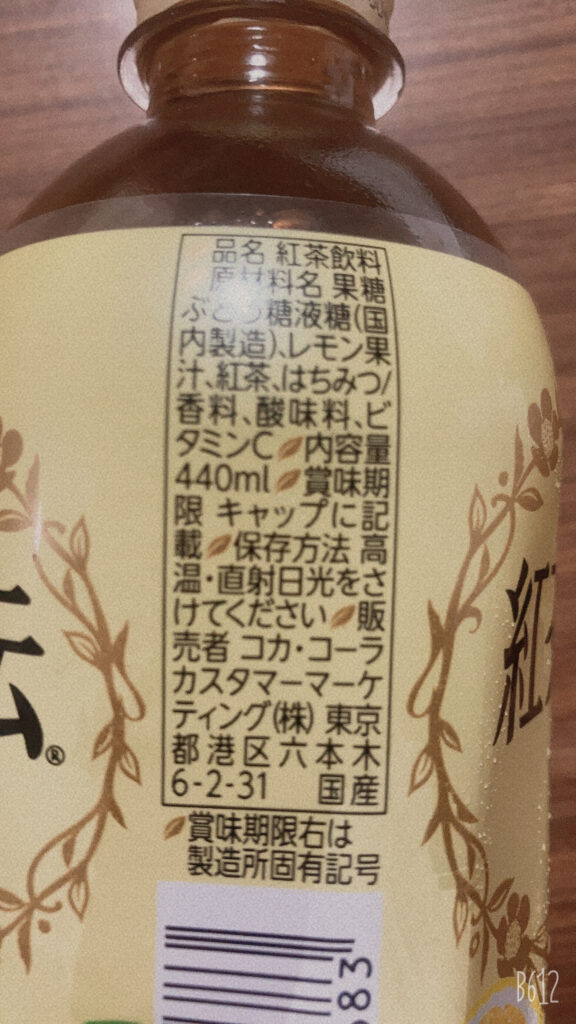 品名 紅茶飲料
原材料名 果糖
ぶどう糖液糖(国
内製造)、レモン果
汁、紅茶、はちみつ/
香料、酸味料、ビ
タミンC 内容量
440ml 賞味期
限 キャップに記
載 保存方法 高
温・直射日光をさ
けてください 販
売者 コカ・コーラ
カスタマーマーケ
ティング(株) 東京
都港区六本木
6-2-31 国産
賞味期限右は
製造所固有記号
83
伝®
紅
B612